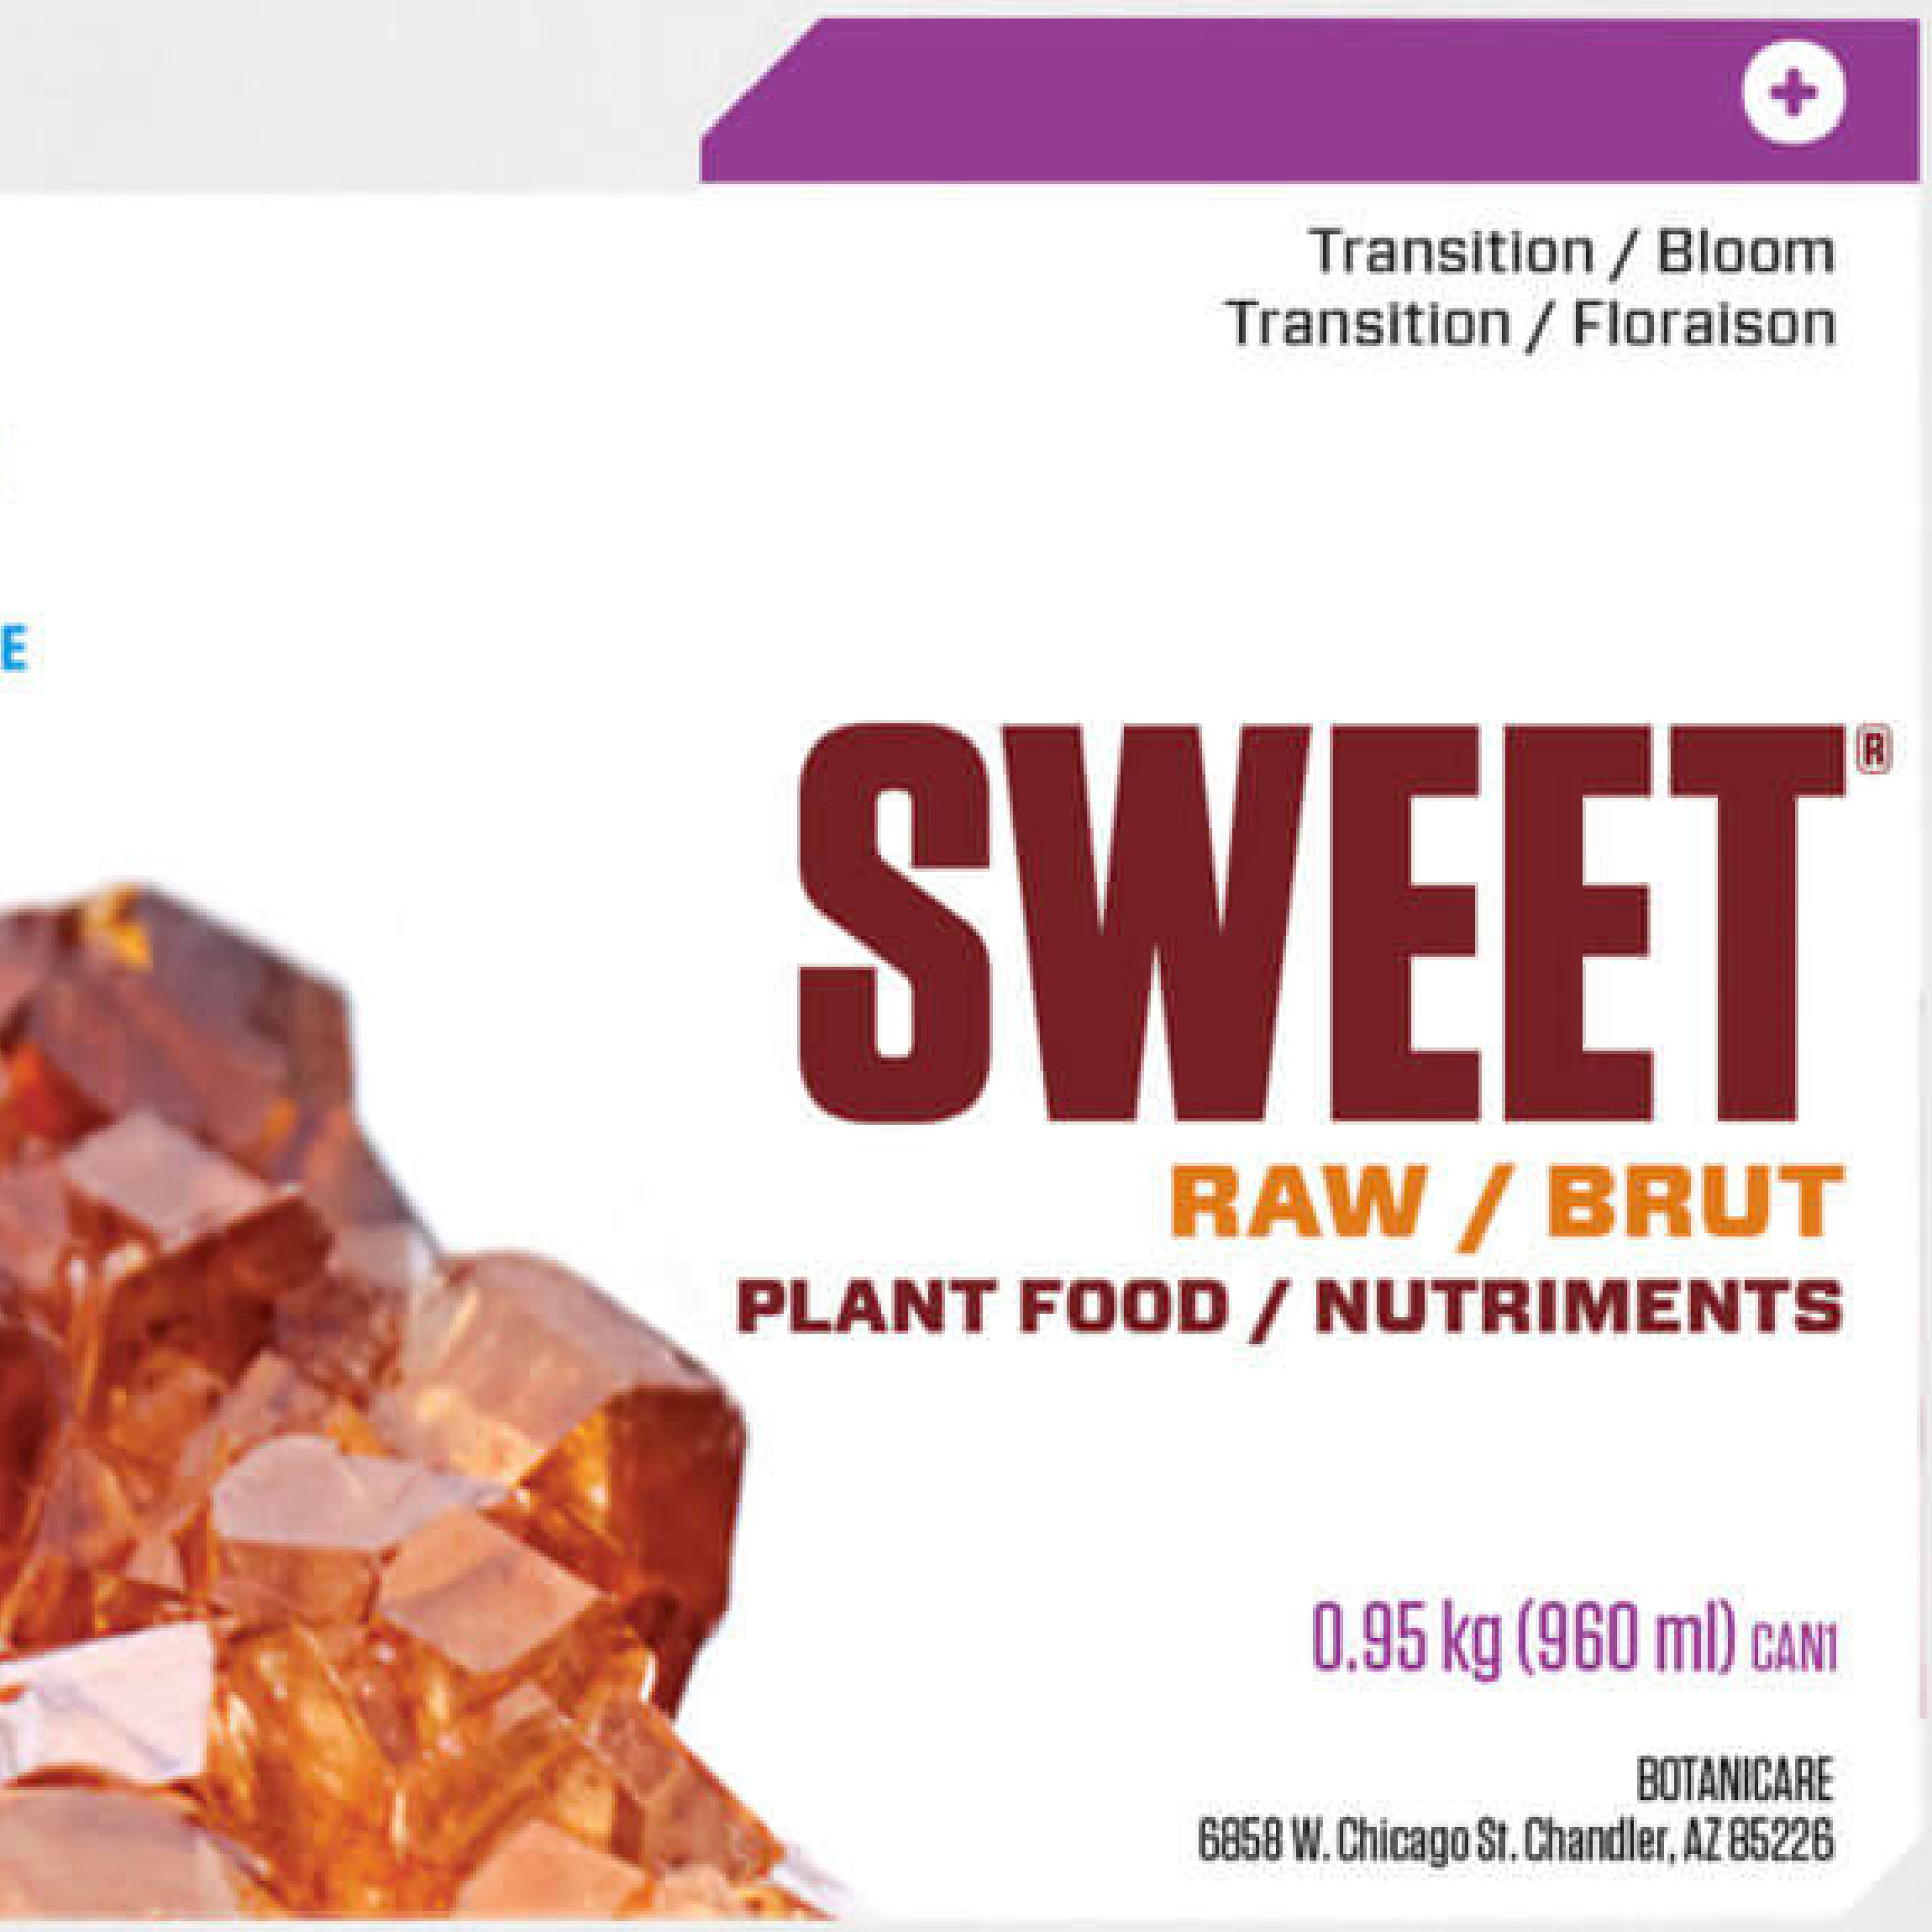 Transition / Bloom
Transition / Floraison
E
SWEET®
RAW / BRUT
PLANT FOOD / NUTRIMENTS
0.95 kg (960 ml) CAN1
BOTANICARE
6858 W. Chicago St. Chandler, AZ 85226